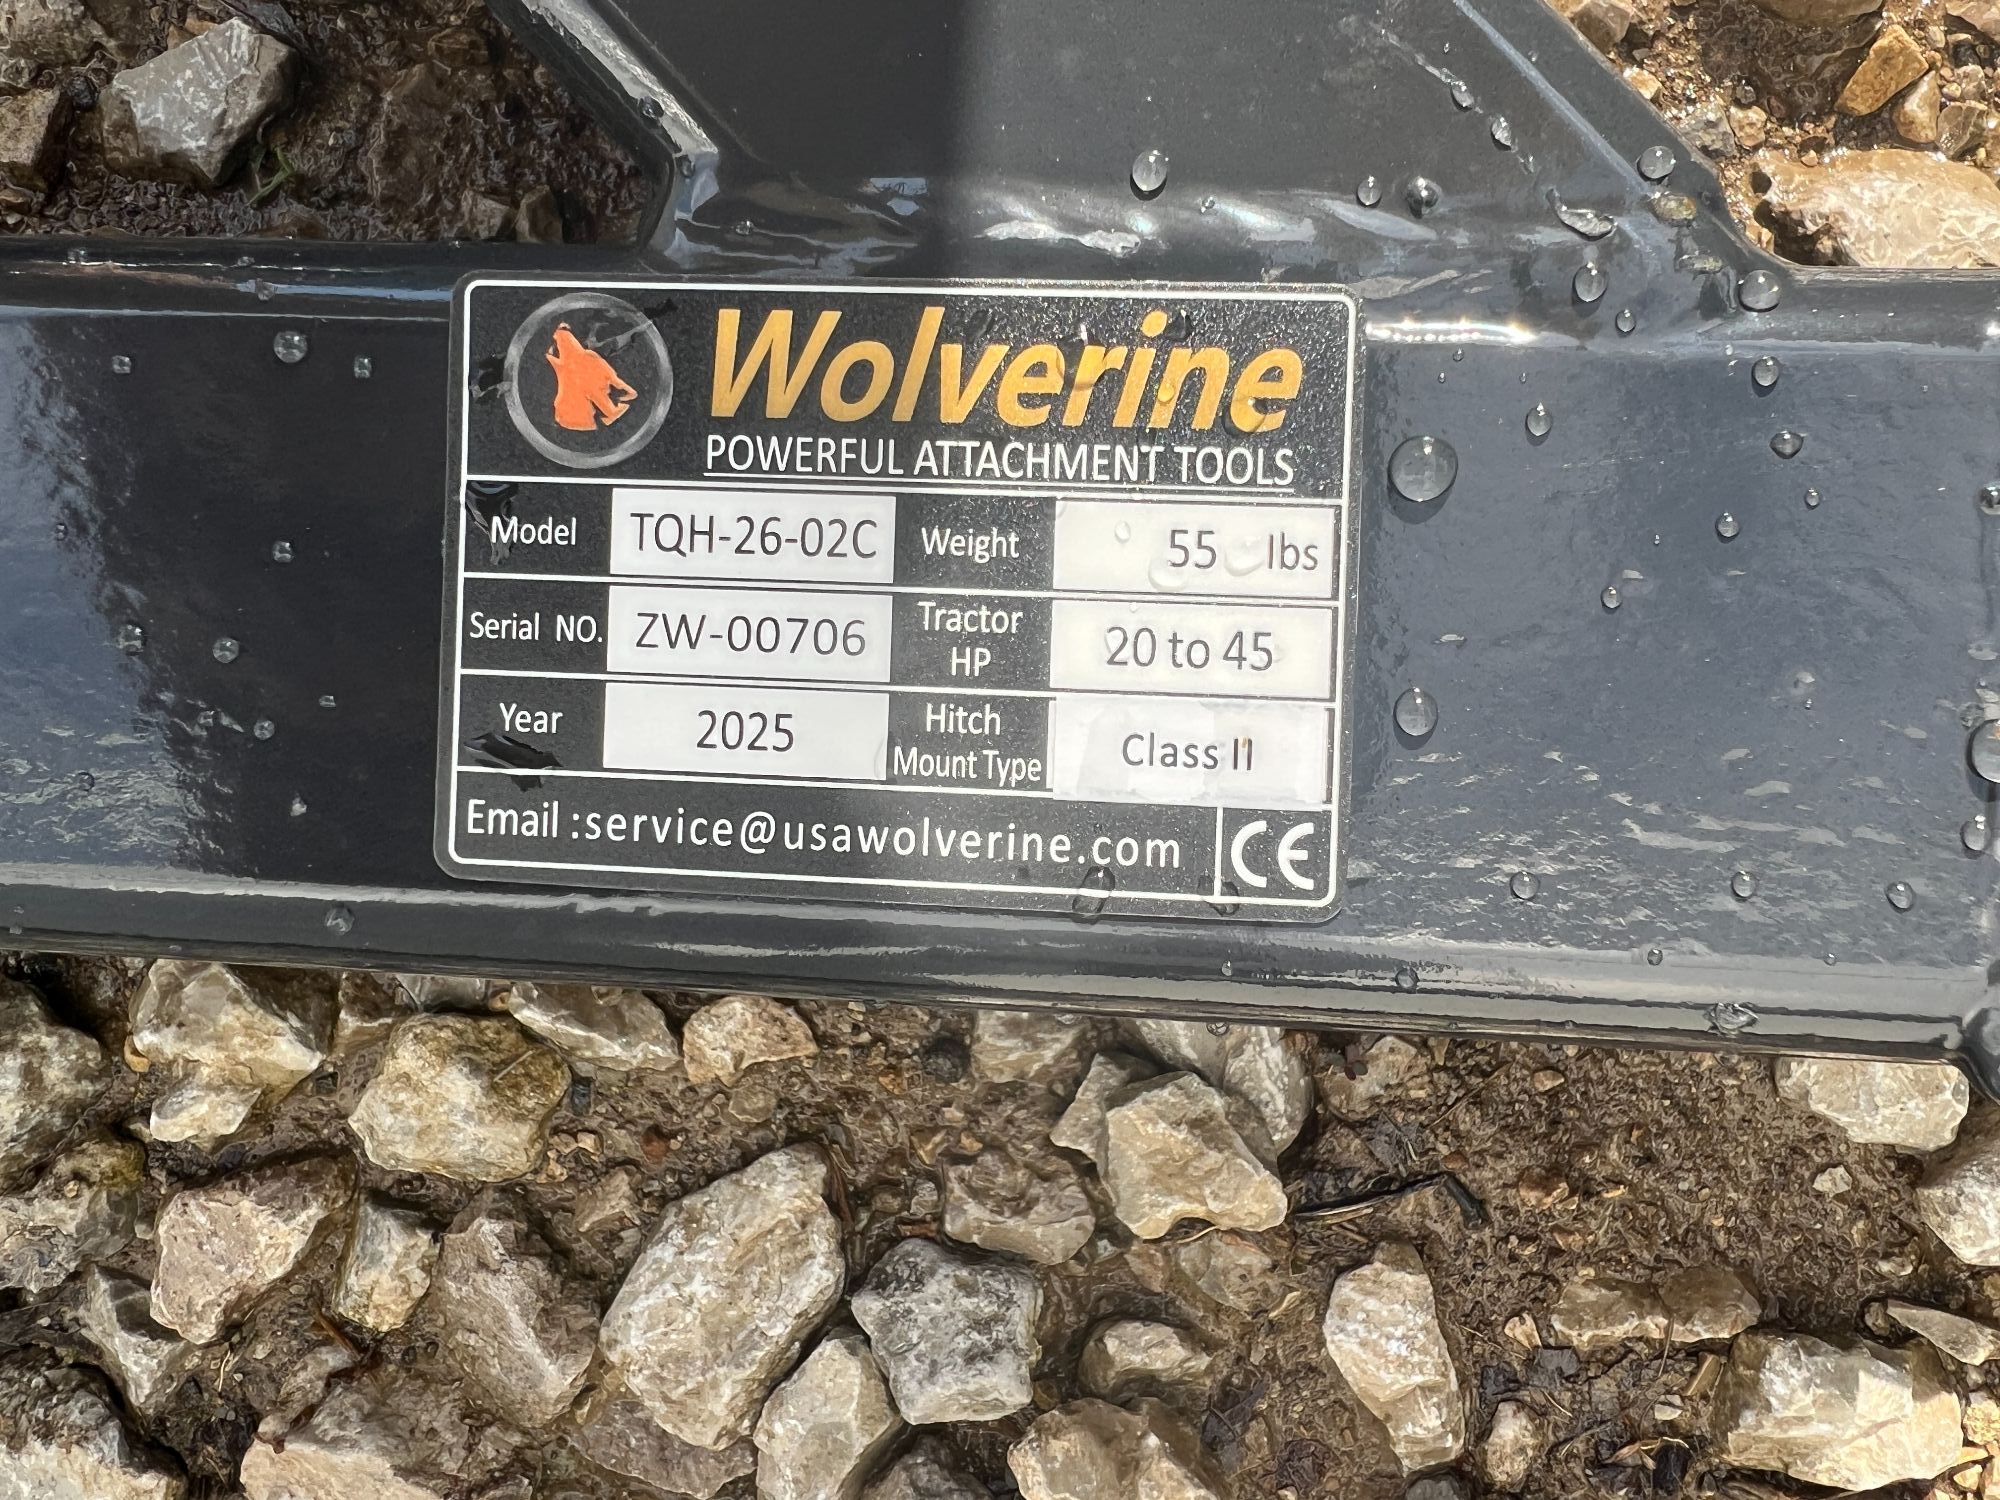 Wolverine
POWERFUL ATTACHMENT TOOLS
Model TQH-26-02C Weight 55 lbs
Serial NO. ZW-00706 Tractor HP 20 to 45
Year 2025 Hitch Mount Type Class II
Email :service@usawolverine.com CE